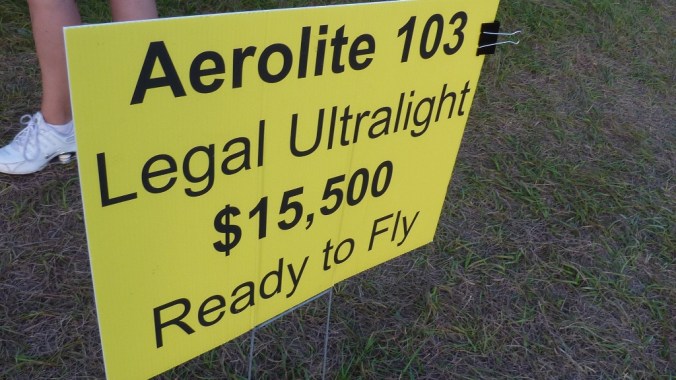 Aerolite 103
Legal Ultralight
$15,500
Ready to Fly